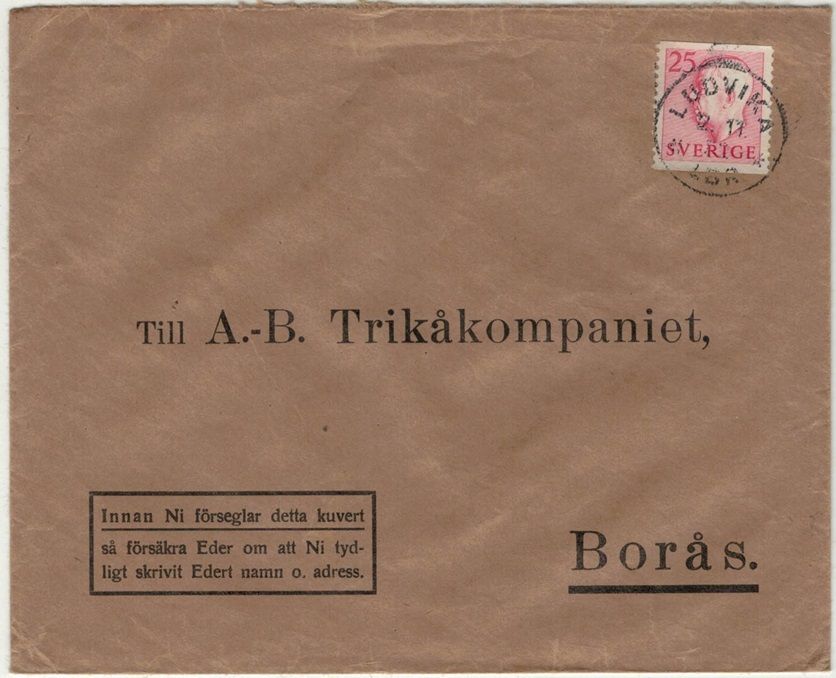 25
SVERIGE
LUDVIKA
Till A.-B. Trikåkompaniet,
Innan Ni förseglar detta kuvert
så försäkra Eder om att Ni tyd-
ligt skrivit Edert namn o. adress.
Borås.